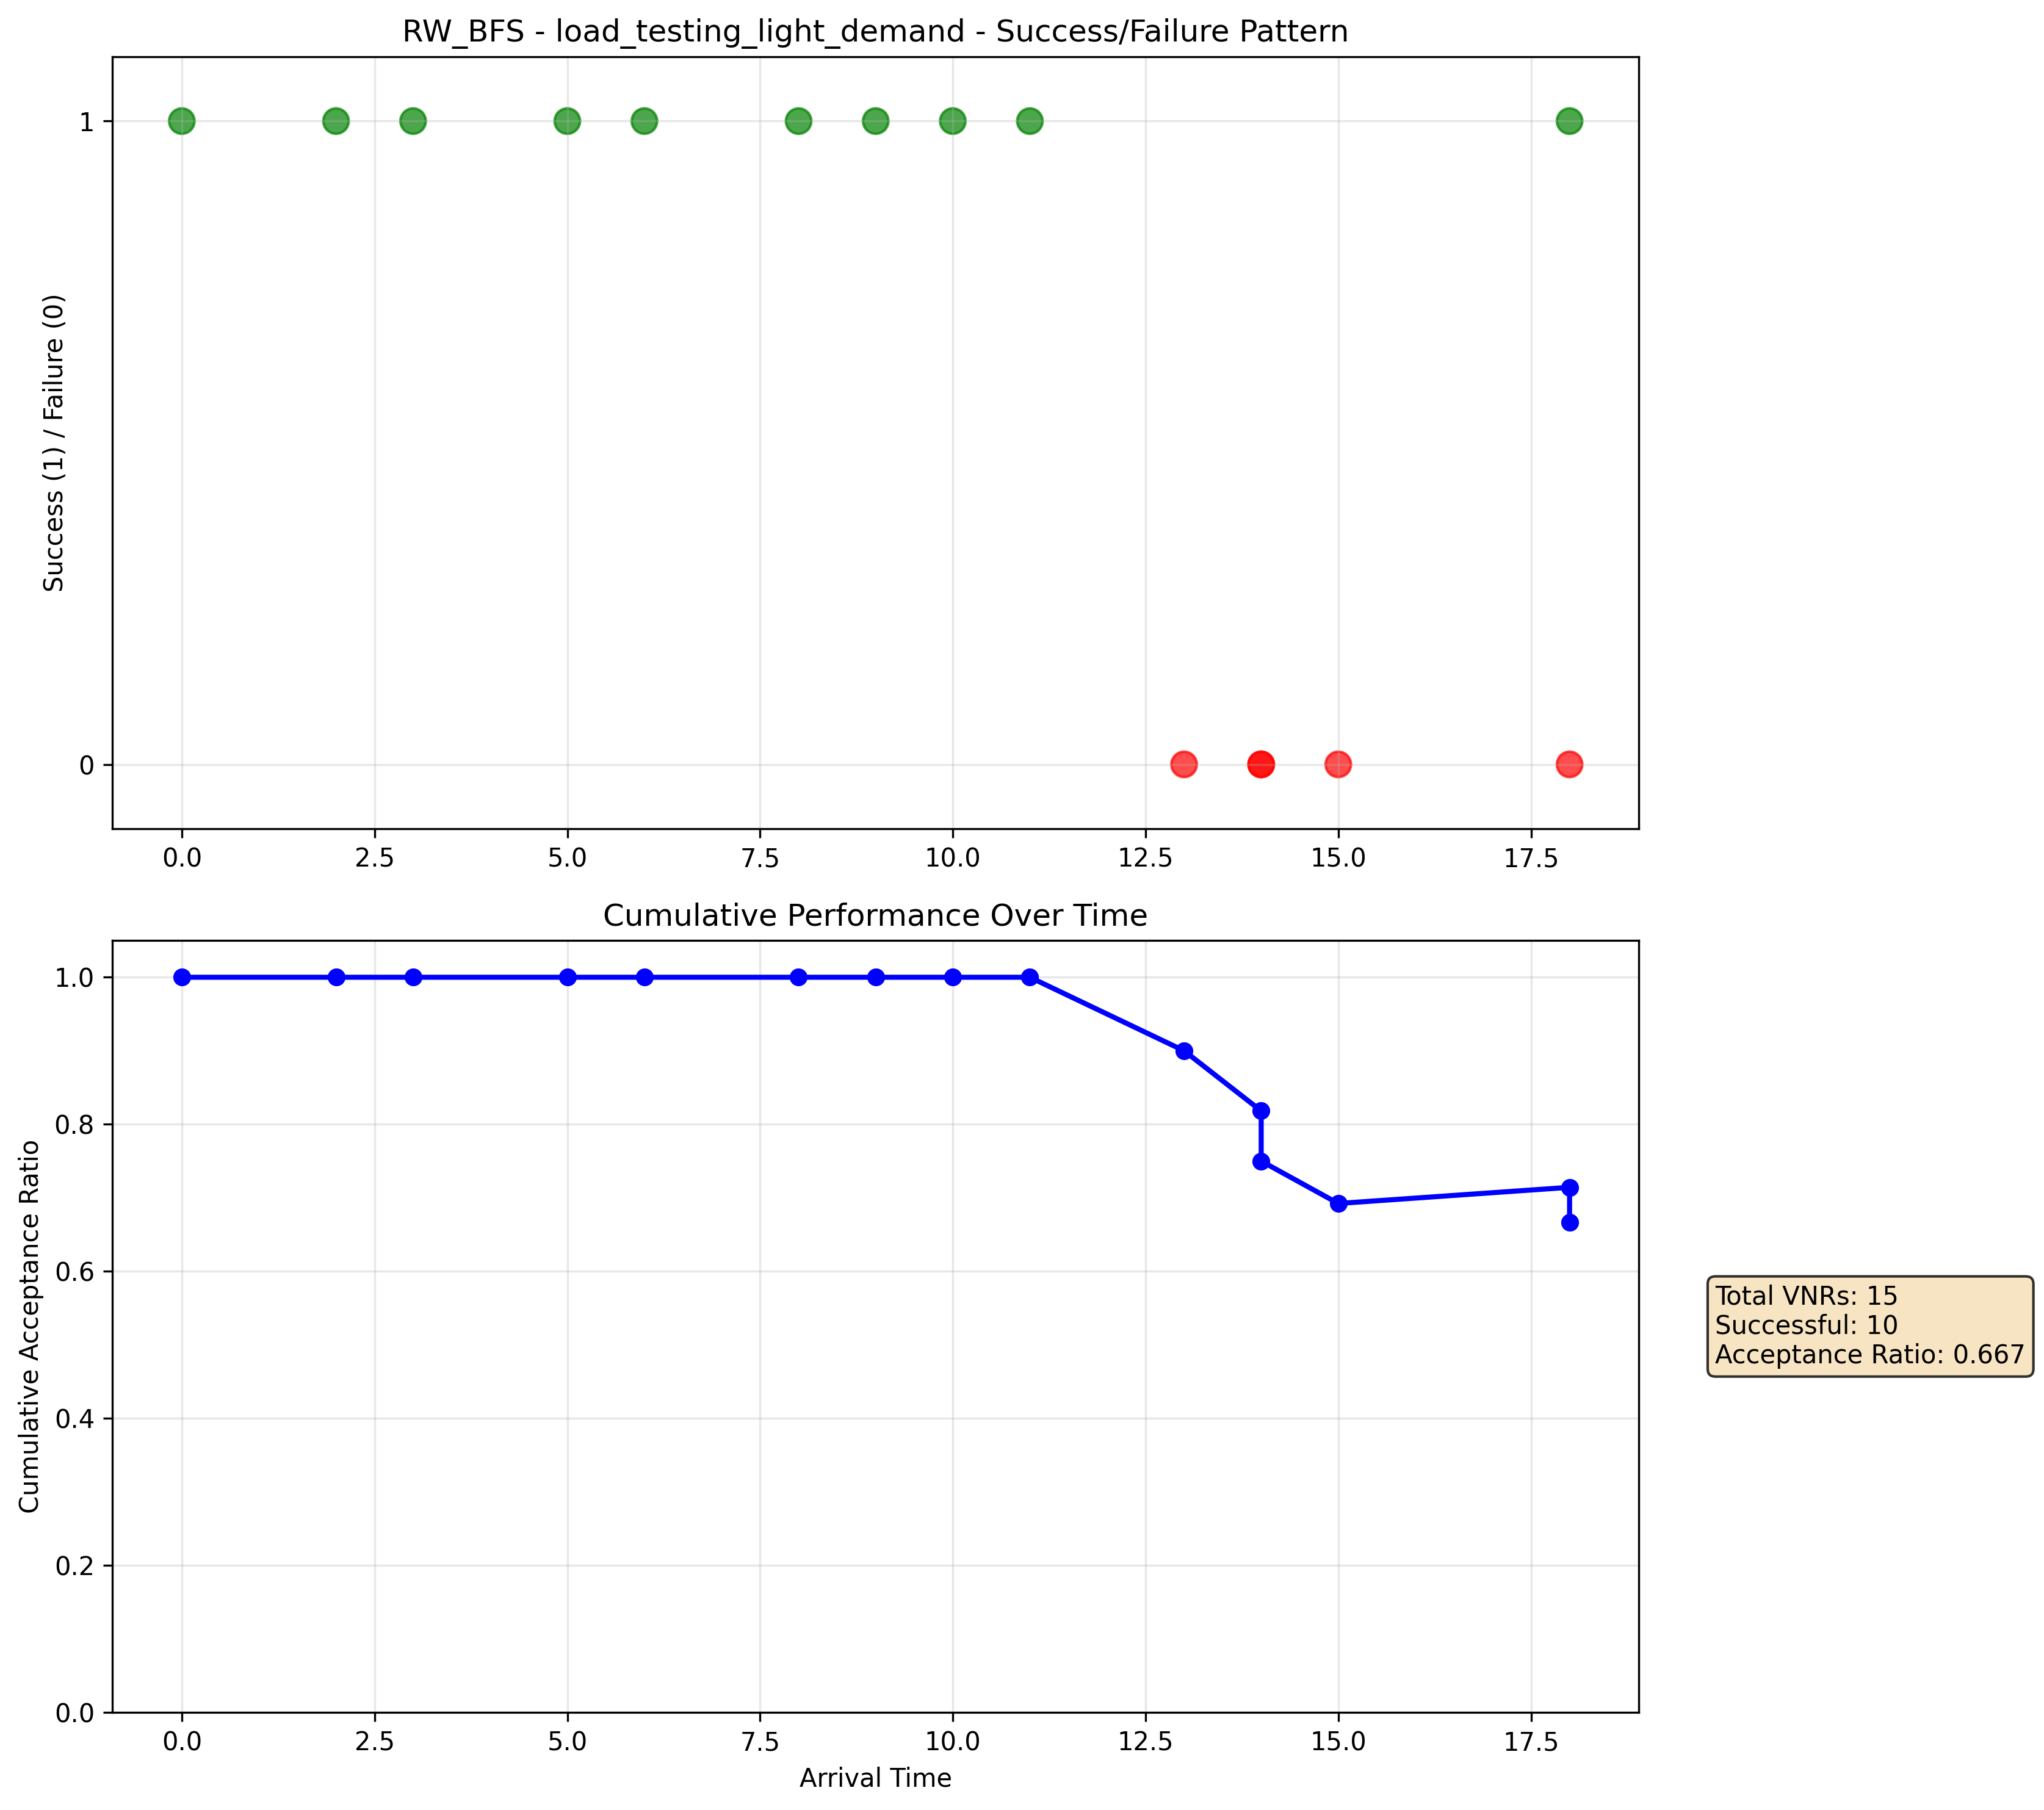 RW_BFS - load_testing_light_demand - Success/Failure Pattern
Success (1) / Failure (0)
1
0
0.0 2.5 5.0 7.5 10.0 12.5 15.0 17.5
Cumulative Performance Over Time
Cumulative Acceptance Ratio
1.0
0.8
0.6
0.4
0.2
0.0
0.0 2.5 5.0 7.5 10.0 12.5 15.0 17.5
Arrival Time
Total VNRs: 15
Successful: 10
Acceptance Ratio: 0.667